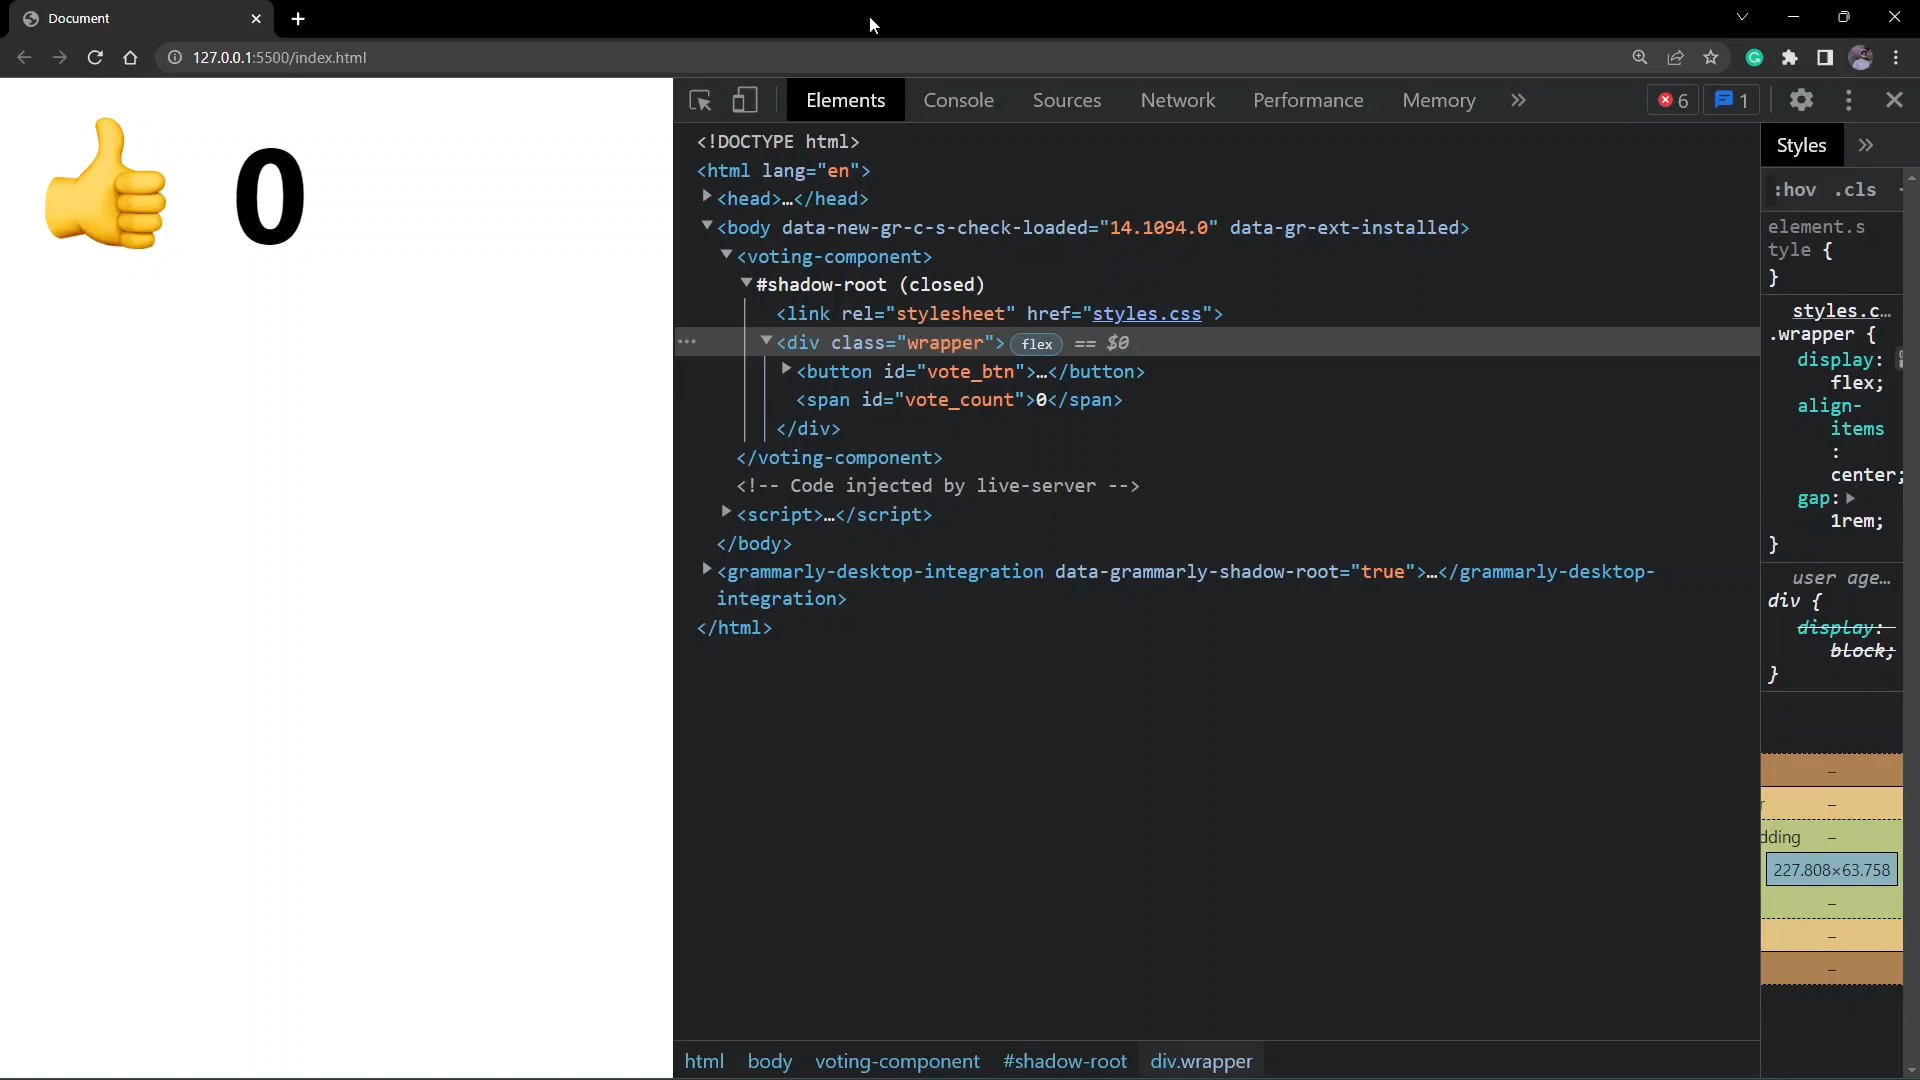 Document
127.0.0.1:5500/index.html
0
Elements
Console
Sources
Network
Performance
Memory
6
1
<!DOCTYPE html>
<html lang="en">
<head>…</head>
<body data-new-gr-c-s-check-loaded="14.1094.0" data-gr-ext-installed>
<voting-component>
#shadow-root (closed)
<link rel="stylesheet" href="styles.css">
<div class="wrapper"> flex == $0
<button id="vote_btn">…</button>
<span id="vote_count">0</span>
</div>
</voting-component>
<!-- Code injected by live-server -->
<script>…</script>
</body>
<grammarly-desktop-integration data-grammarly-shadow-root="true">…</grammarly-desktop-
integration>
</html>
html body voting-component #shadow-root div.wrapper
Styles
:hov .cls
element.s
tyle {
}
styles.c…
.wrapper {
display:
flex;
align-
items
:
center;
gap:
1rem;
}
user age…
div {
display:
block;
}
–
–
dding –
227.808×63.758
–
–
–